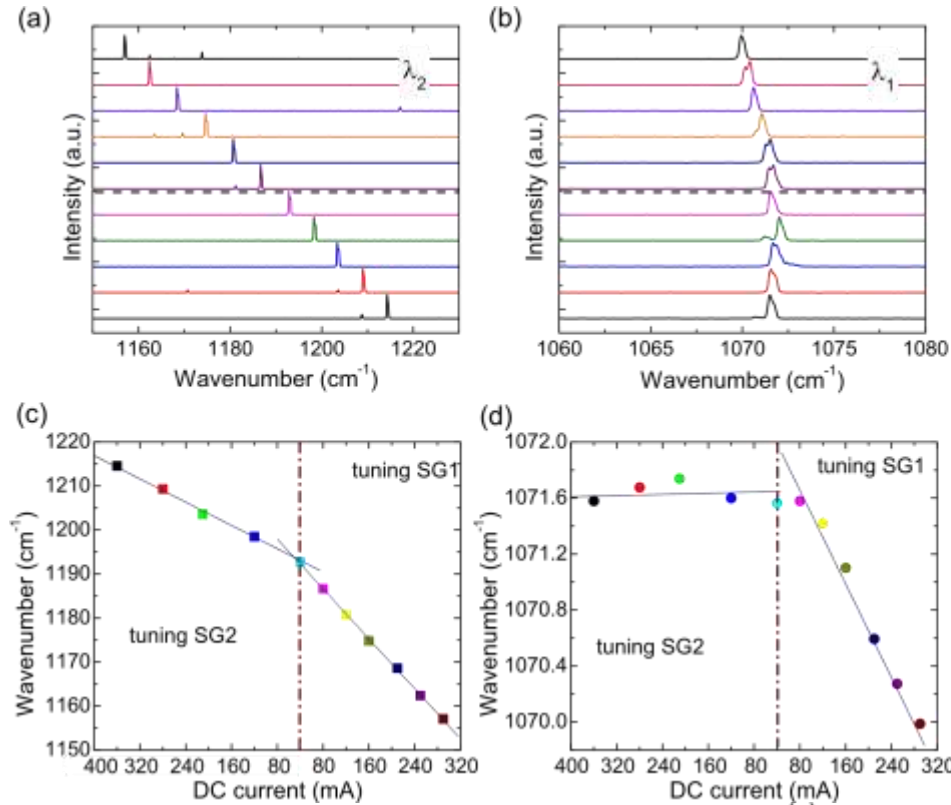 (a)
(b)
λ2
λ1
Intensity (a.u.)
Intensity (a.u.)
1160 1180 1200 1220
1060 1065 1070 1075 1080
Wavenumber (cm-1)
Wavenumber (cm-1)
(c)
(d)
1220
1210
1200
1190
1180
1170
1160
1150
Wavenumber (cm-1)
tuning SG1
tuning SG2
400 320 240 160 80 80 160 240 320
DC current (mA)
1072.0
1071.6
1071.2
1070.8
1070.4
1070.0
Wavenumber (cm-1)
tuning SG1
tuning SG2
400 320 240 160 80 80 160 240 320
DC current (mA)